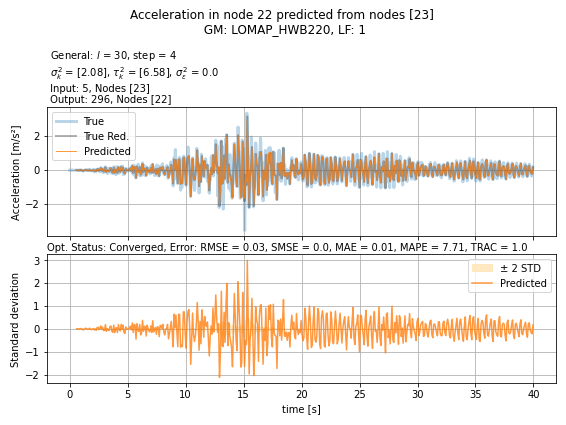 Acceleration in node 22 predicted from nodes [23]
GM: LOMAP_HWB220, LF: 1
General: l = 30, step = 4
σ²ₖ = [2.08], τ²ₖ = [6.58], σ²ε = 0.0
Input: 5, Nodes [23]
Output: 296, Nodes [22]
True
True Red.
Predicted
Acceleration [m/s²]
2
0
−2
Opt. Status: Converged, Error: RMSE = 0.03, SMSE = 0.0, MAE = 0.01, MAPE = 7.71, TRAC = 1.0
± 2 STD
Predicted
Standard deviation
3
2
1
0
−1
−2
0 5 10 15 20 25 30 35 40
time [s]